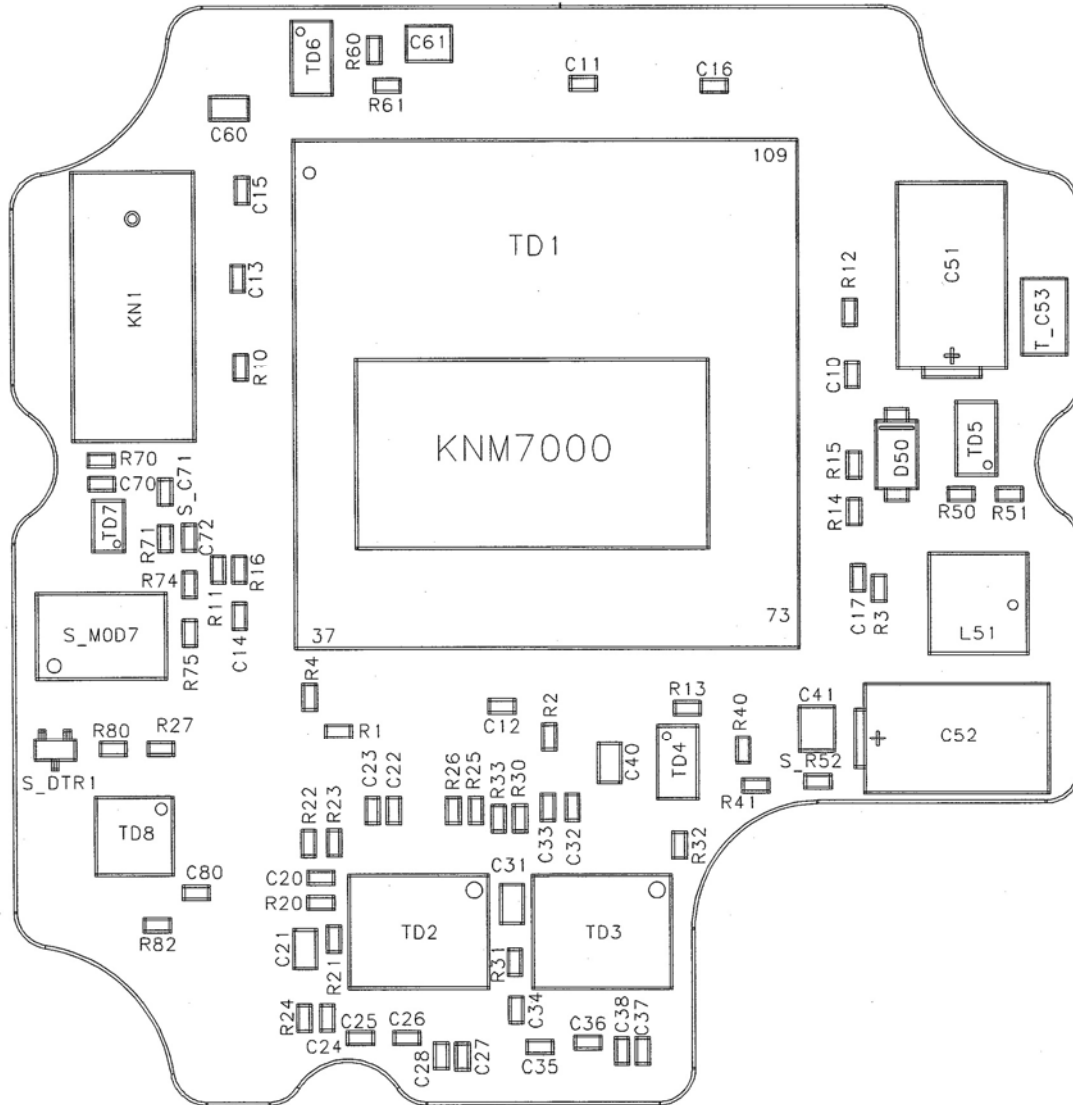 TD6
R60
C61
R61
C11
C16
C60
109
C15
TD1
C13
KN1
R12
C51
T_C53
R10
C10
KNM7000
D50
TD5
R70
C70
S_C71
R15
R14
R50
R51
TD7
R71
C72
R74
R11
R16
C17
R3
L51
S_MOD7
R75
C14
37
73
R4
R1
C12
R2
R13
R40
C41
C52
S_DTR1
R80
R27
C40
TD4
S_R52
R41
C23
C22
R26
R25
R33
R30
C33
C32
R22
R23
TD8
R32
C80
C20
R20
C31
R82
C21
R21
TD2
R31
TD3
R24
C24
C25
C26
C28
C27
C34
C35
C36
C38
C37